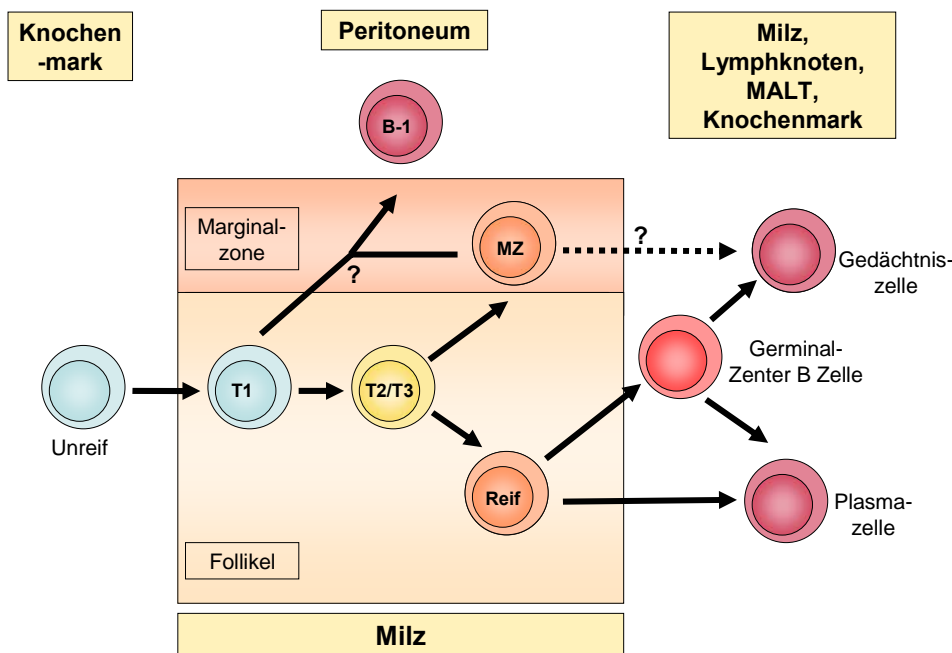 Knochen
-mark
Peritoneum
Milz,
Lymphknoten,
MALT,
Knochenmark
B-1
Marginal-
zone
MZ
?
?
Gedächtnis-
zelle
T1
T2/T3
Germinal-
Zenter B Zelle
Unreif
Reif
Plasma-
zelle
Follikel
Milz